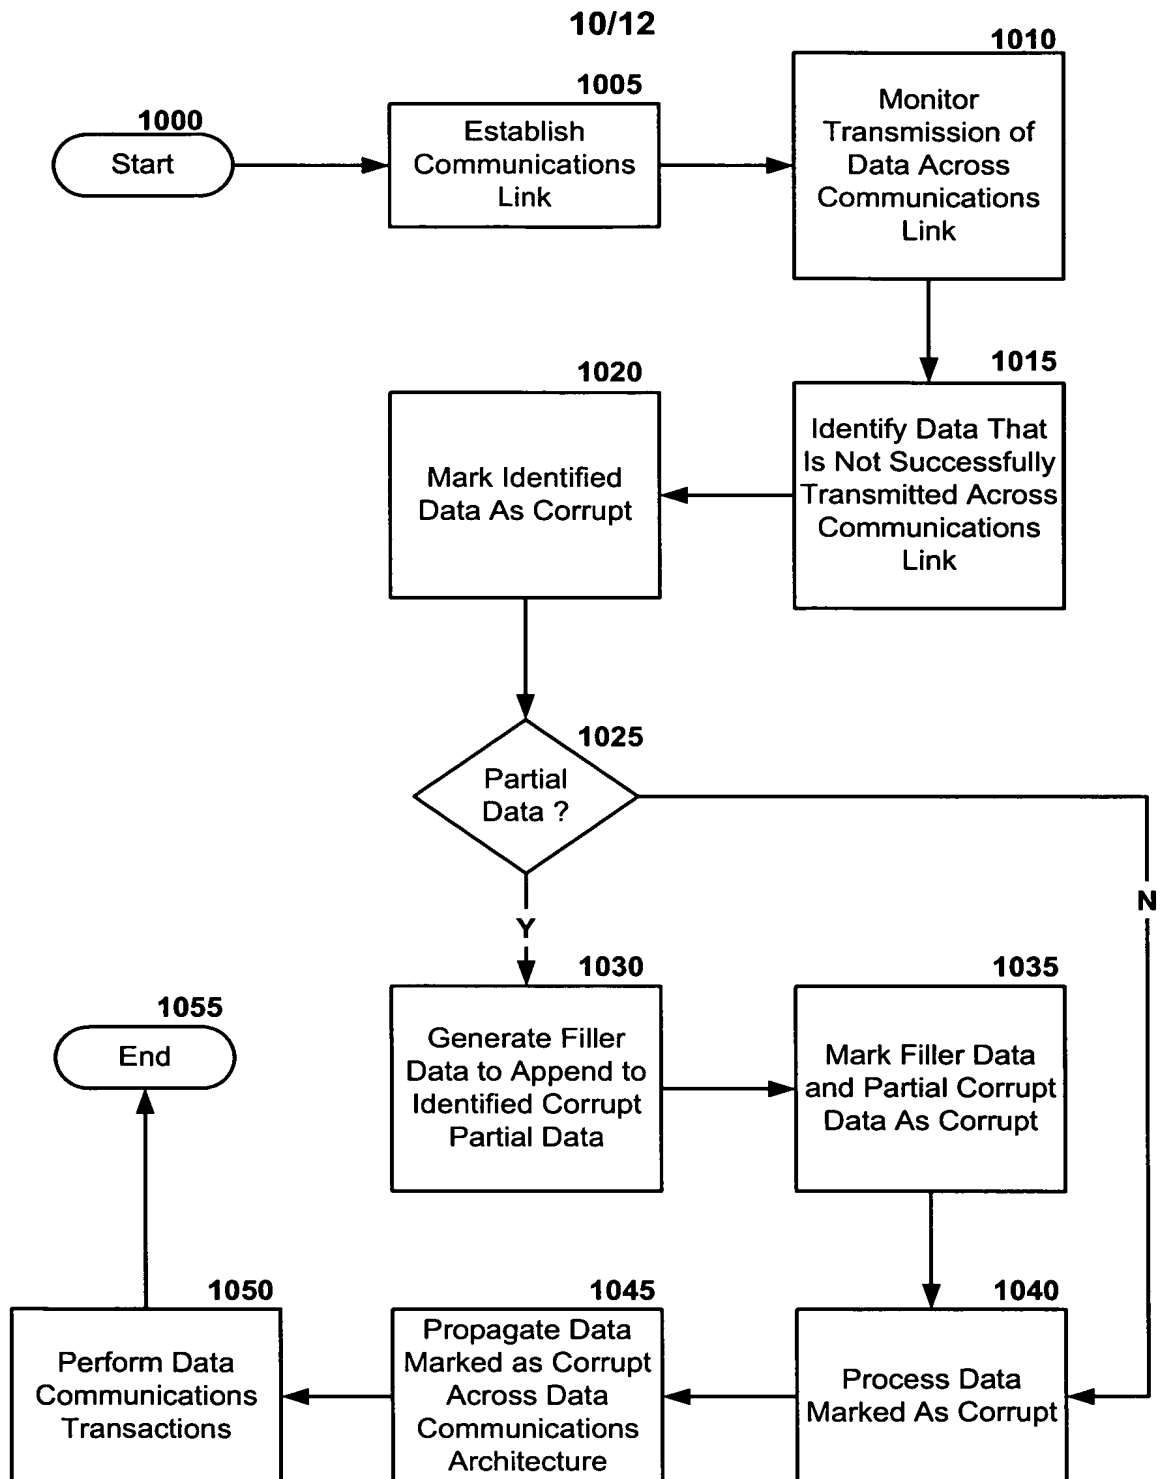 10/12
1000
Start
1005
Establish
Communications
Link
1010
Monitor
Transmission of
Data Across
Communications
Link
1015
Identify Data That
Is Not Successfully
Transmitted Across
Communications
Link
1020
Mark Identified
Data As Corrupt
1025
Partial
Data ?
N
Y
1030
Generate Filler
Data to Append to
Identified Corrupt
Partial Data
1035
Mark Filler Data
and Partial Corrupt
Data As Corrupt
1040
Process Data
Marked As Corrupt
1045
Propagate Data
Marked as Corrupt
Across Data
Communications
Architecture
1050
Perform Data
Communications
Transactions
1055
End